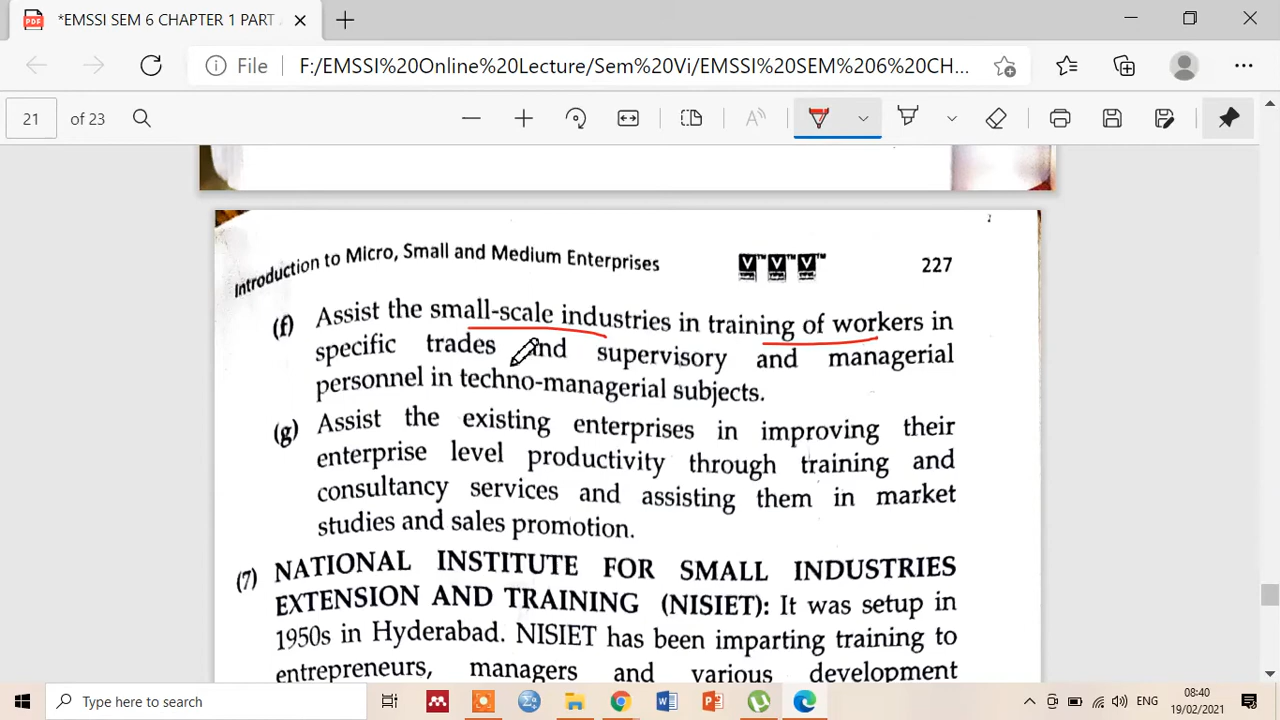 *EMSSI SEM 6 CHAPTER 1 PART
File F:/EMSSI%20Online%20Lecture/Sem%20Vi/EMSSI%20SEM%206%20CH...
21 of 23
Introduction to Micro, Small and Medium Enterprises V™ V™ V™ 227
(f) Assist the small-scale industries in training of workers in
specific trades and supervisory and managerial
personnel in techno-managerial subjects.
(g) Assist the existing enterprises in improving their
enterprise level productivity through training and
consultancy services and assisting them in market
studies and sales promotion.
(7) NATIONAL INSTITUTE FOR SMALL INDUSTRIES
EXTENSION AND TRAINING (NISIET): It was setup in
1950s in Hyderabad. NISIET has been imparting training to
entrepreneurs, managers and various development
Type here to search
ENG
08:40
19/02/2021